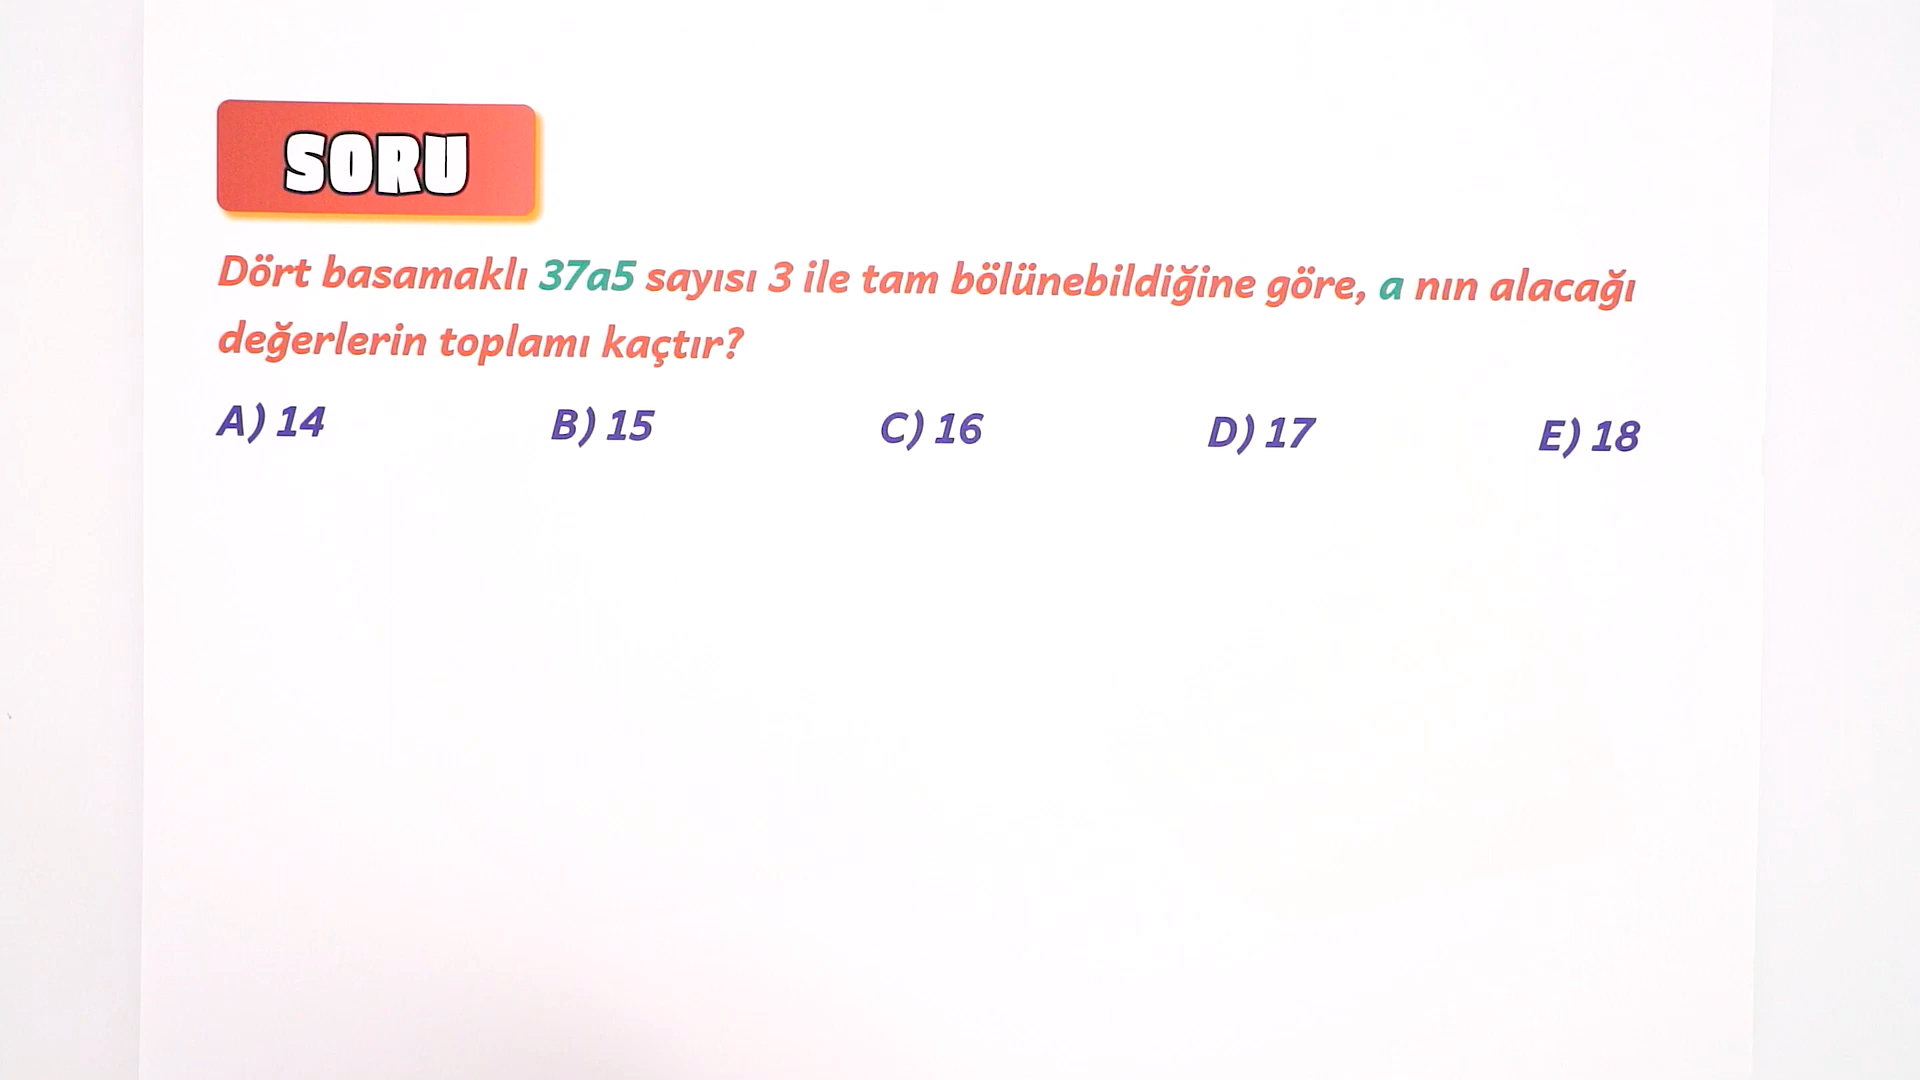 SORU
Dört basamaklı 37a5 sayısı 3 ile tam bölünebildiğine göre, a nın alacağı
değerlerin toplamı kaçtır?
A) 14 B) 15 C) 16 D) 17 E) 18